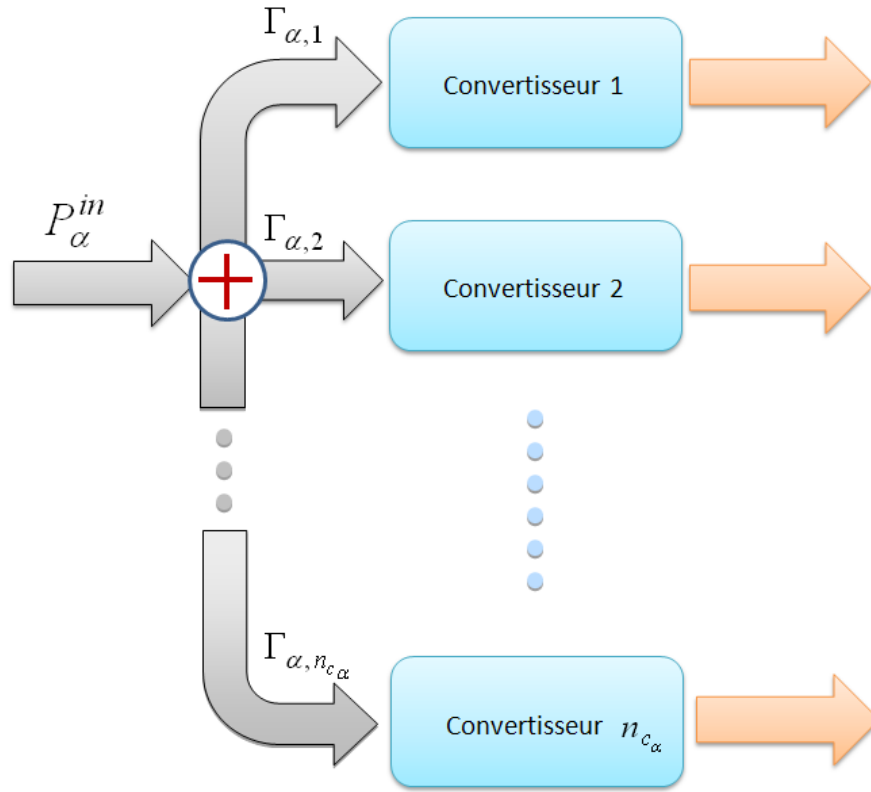 Γα,1
Convertisseur 1
Pαin
Γα,2
Convertisseur 2
Γα,ncα
Convertisseur ncα